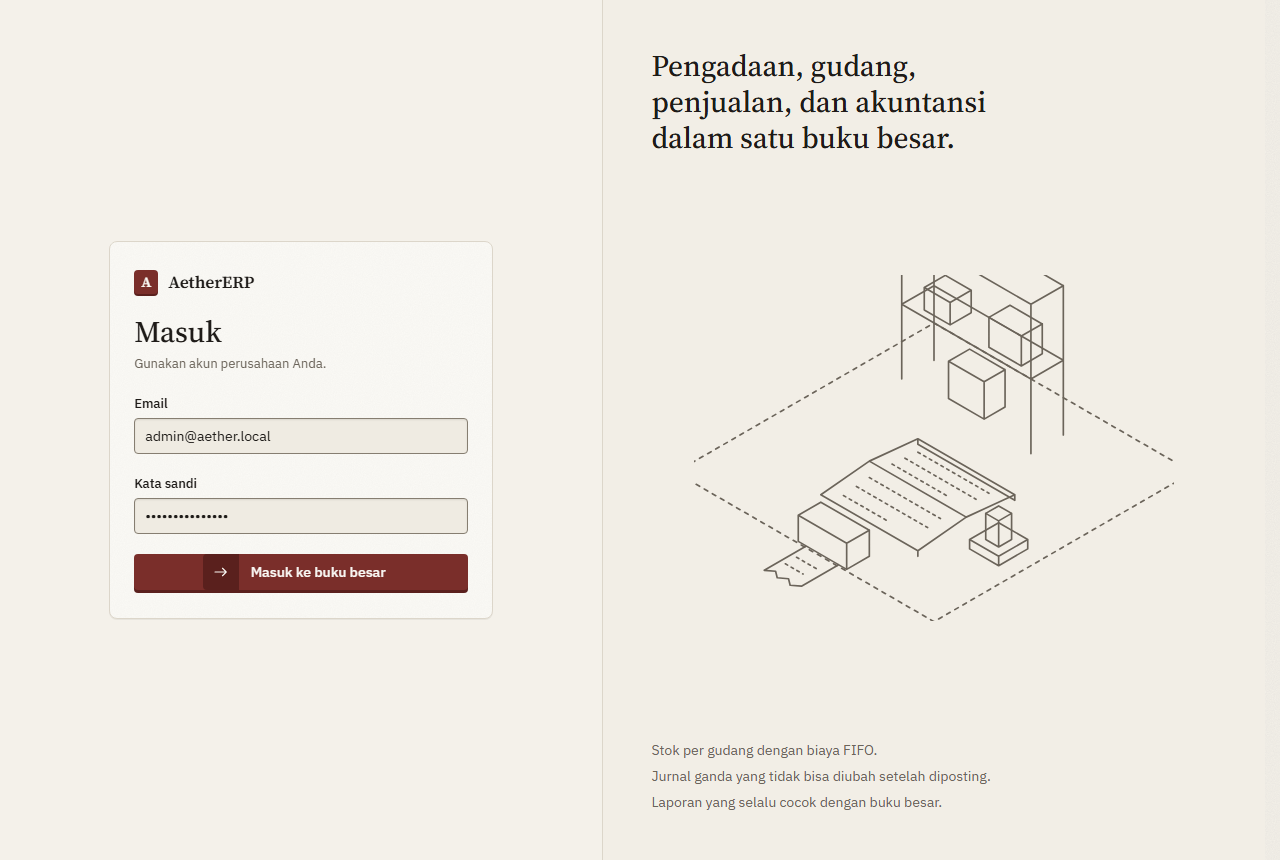 A AetherERP
Masuk
Gunakan akun perusahaan Anda.
Email
admin@aether.local
Kata sandi
•••••••••••••••
→ Masuk ke buku besar
Pengadaan, gudang,
penjualan, dan akuntansi
dalam satu buku besar.
Stok per gudang dengan biaya FIFO.
Jurnal ganda yang tidak bisa diubah setelah diposting.
Laporan yang selalu cocok dengan buku besar.